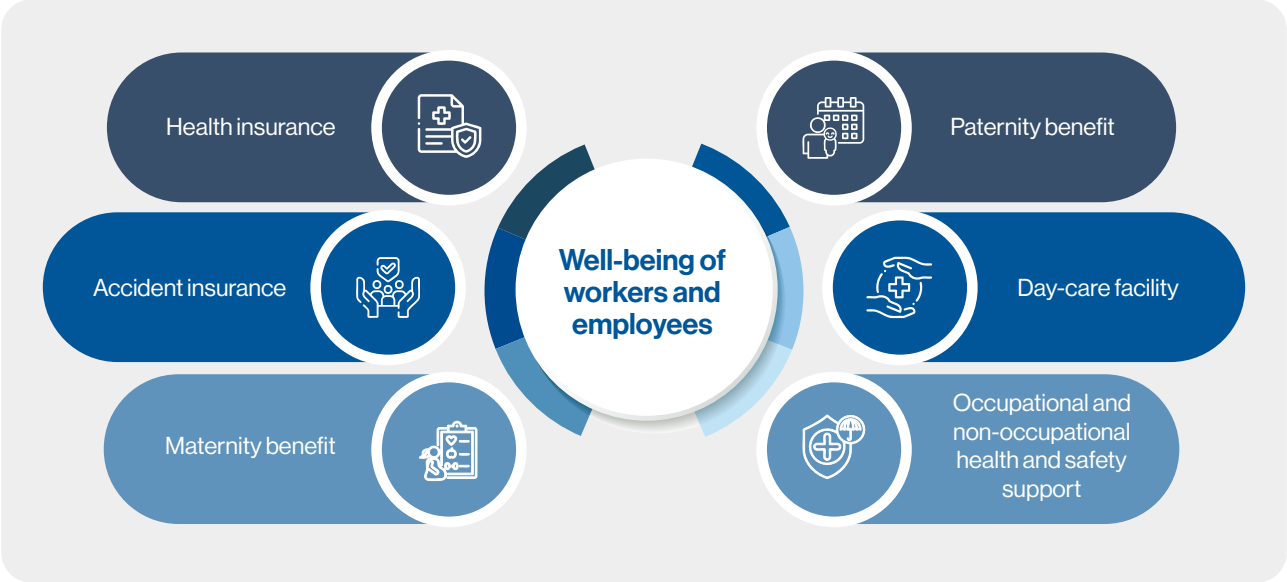 Health insurance
Accident insurance
Maternity benefit
Well-being of
workers and
employees
Paternity benefit
Day-care facility
Occupational and
non-occupational
health and safety
support